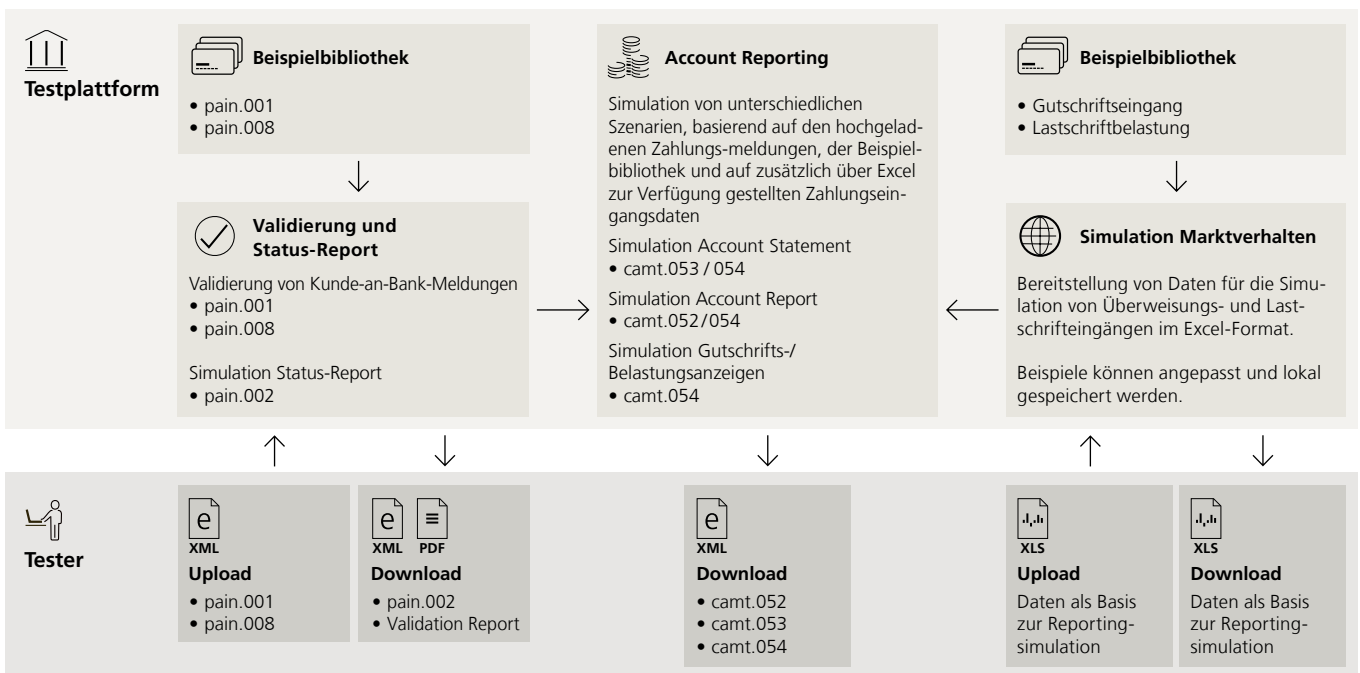 Testplattform
Beispielbibliothek
• pain.001
• pain.008
Validierung und
Status-Report
Validierung von Kunde-an-Bank-Meldungen
• pain.001
• pain.008
Simulation Status-Report
• pain.002
Account Reporting
Simulation von unterschiedlichen
Szenarien, basierend auf den hochgelad-
enen Zahlungs-meldungen, der Beispiel-
bibliothek und auf zusätzlich über Excel
zur Verfügung gestellten Zahlungsein-
gangsdaten
Simulation Account Statement
• camt.053 / 054
Simulation Account Report
• camt.052/054
Simulation Gutschrifts-/
Belastungsanzeigen
• camt.054
Beispielbibliothek
• Gutschriftseingang
• Lastschriftbelastung
Simulation Marktverhalten
Bereitstellung von Daten für die Simu-
lation von Überweisungs- und Last-
schrifteingängen im Excel-Format.
Beispiele können angepasst und lokal
gespeichert werden.
Tester
e
XML
Upload
• pain.001
• pain.008
e
XML PDF
Download
• pain.002
• Validation Report
e
XML
Download
• camt.052
• camt.053
• camt.054
XLS
Upload
Daten als Basis
zur Reporting-
simulation
XLS
Download
Daten als Basis
zur Reporting-
simulation